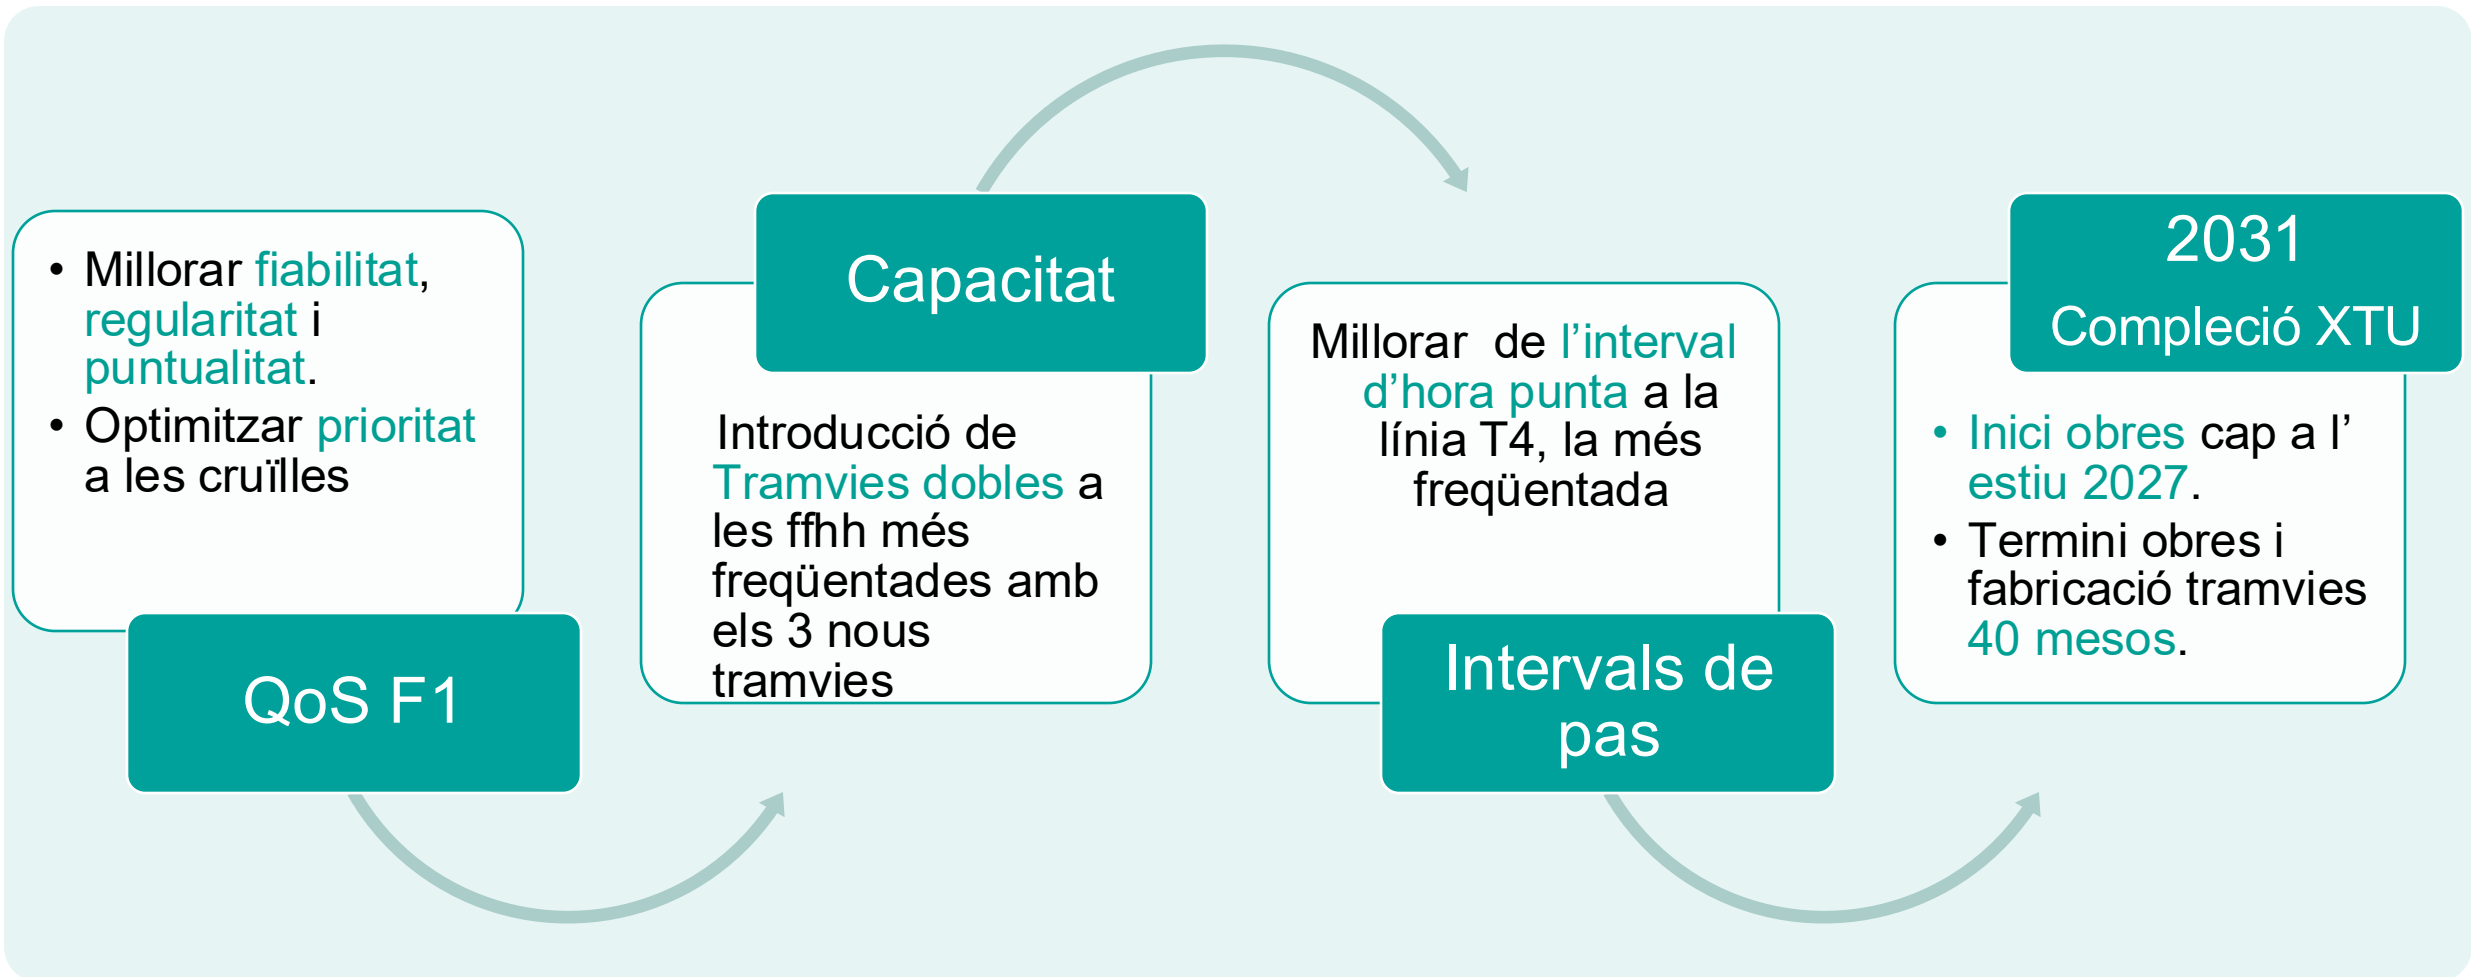 • Millorar fiabilitat,
regularitat i
puntualitat.
• Optimitzar prioritat
a les cruïlles
QoS F1
Capacitat
Introducció de
Tramvies dobles a
les ffhh més
freqüentades amb
els 3 nous
tramvies
Millorar  de l’interval
d’hora punta a la
línia T4, la més
freqüentada
Intervals de
pas
2031
Compleció XTU
• Inici obres cap a l’
estiu 2027.
• Termini obres i
fabricació tramvies
40 mesos.